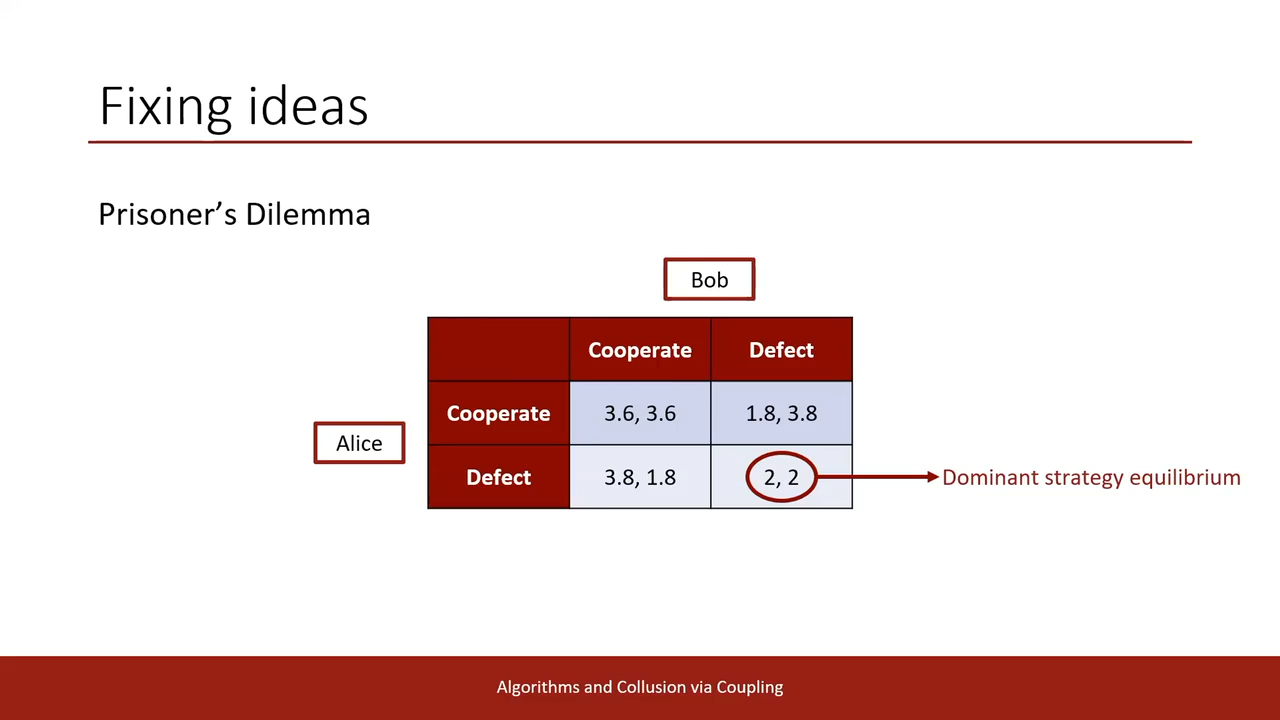 Fixing ideas
Prisoner’s Dilemma
Bob
Cooperate Defect
Cooperate 3.6, 3.6 1.8, 3.8
Alice
Defect 3.8, 1.8 2, 2 Dominant strategy equilibrium
Algorithms and Collusion via Coupling